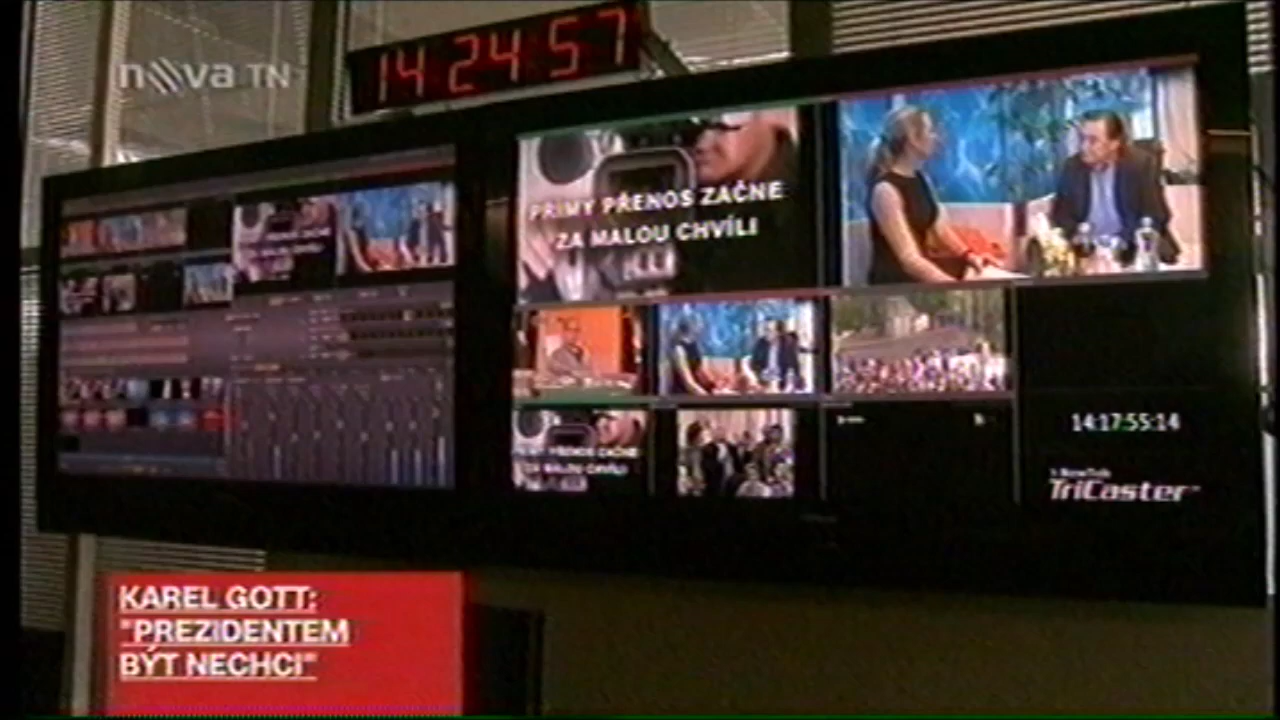 14 24 57
nova TN
PŘÍMÝ PŘENOS ZAČNE
ZA MALOU CHVÍLI
14:17:55:14
NewTek
TriCaster
KAREL GOTT:
"PREZIDENTEM
BÝT NECHCI"